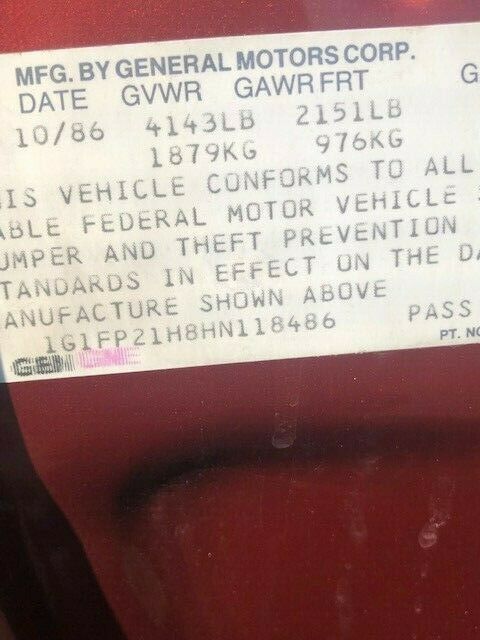 MFG. BY GENERAL MOTORS CORP.
DATE GVWR GAWR FRT G
10/86 4143LB 2151LB
1879KG 976KG
IS VEHICLE CONFORMS TO ALL
ABLE FEDERAL MOTOR VEHICLE
UMPER AND THEFT PREVENTION
TANDARDS IN EFFECT ON THE DA
ANUFACTURE SHOWN ABOVE
1G1FP21H8HN118486 PASS
PT. NO